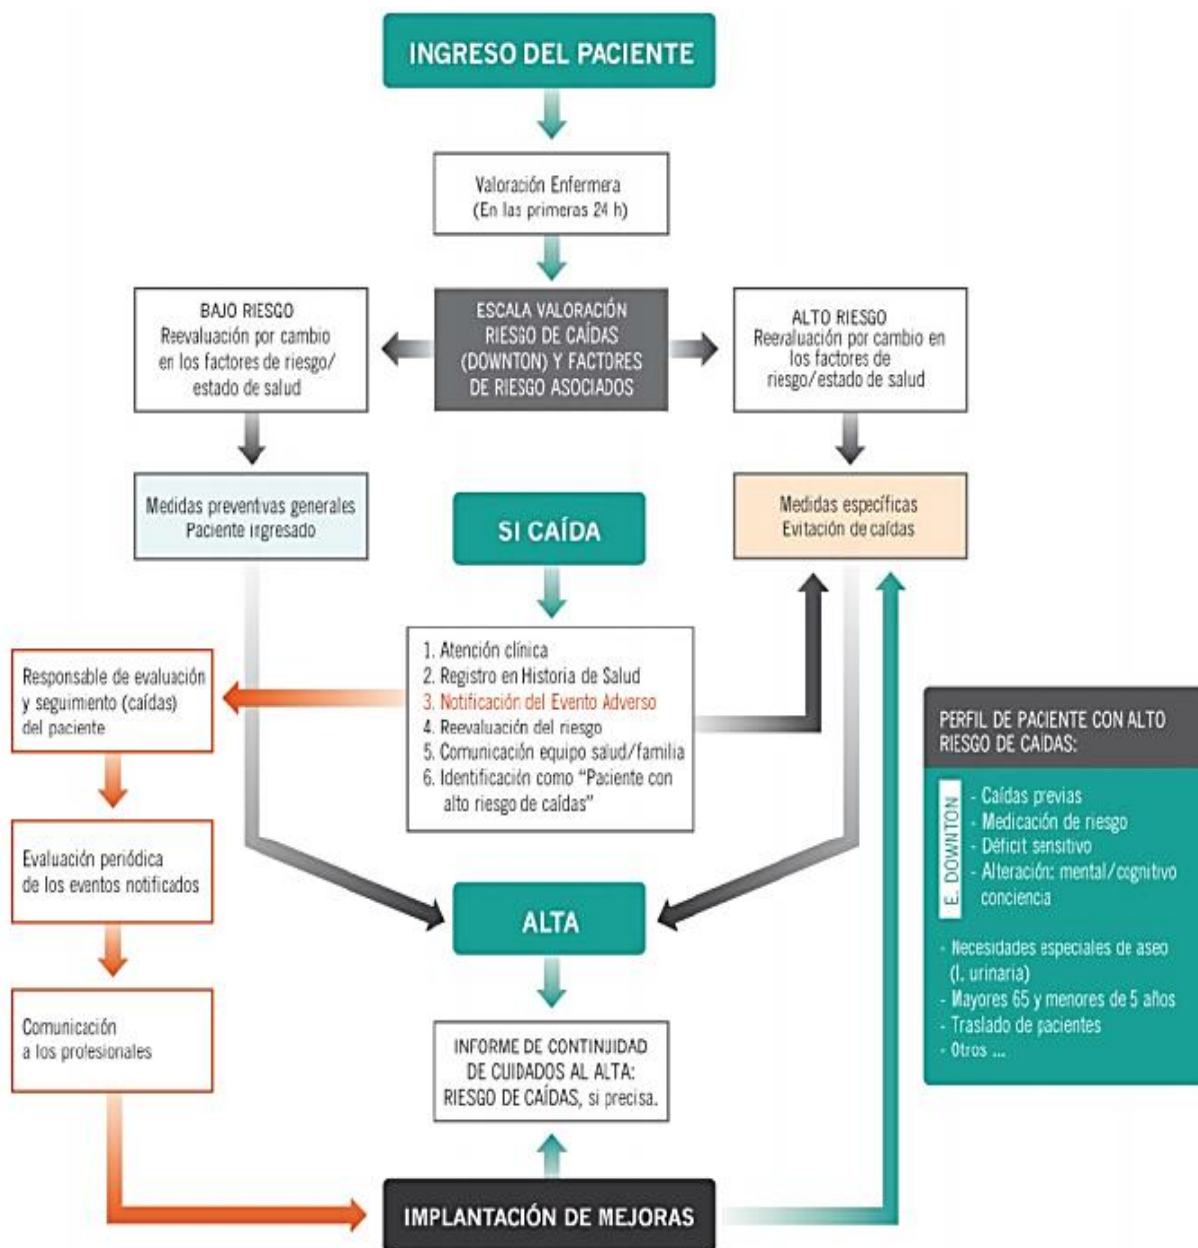 INGRESO DEL PACIENTE
Valoración Enfermera
(En las primeras 24 h)
BAJO RIESGO
Reevaluación por cambio
en los factores de riesgo/
estado de salud
ESCALA VALORACIÓN
RIESGO DE CAÍDAS
(DOWNTON) Y FACTORES
DE RIESGO ASOCIADOS
ALTO RIESGO
Reevaluación por cambio en
los factores de
riesgo/estado de salud
Medidas preventivas generales
Paciente ingresado
SI CAÍDA
Medidas específicas
Evitación de caídas
1. Atención clínica
2. Registro en Historia de Salud
3. Notificación del Evento Adverso
4. Reevaluación del riesgo
5. Comunicación equipo salud/familia
6. Identificación como “Paciente con
alto riesgo de caídas”
Responsable de evaluación
y seguimiento (caídas)
del paciente
Evaluación periódica
de los eventos notificados
Comunicación
a los profesionales
ALTA
INFORME DE CONTINUIDAD
DE CUIDADOS AL ALTA:
RIESGO DE CAÍDAS, si precisa.
IMPLANTACIÓN DE MEJORAS
PERFIL DE PACIENTE CON ALTO
RIESGO DE CAÍDAS:
E. DOWNTON
- Caídas previas
- Medicación de riesgo
- Déficit sensitivo
- Alteración: mental/cognitivo
conciencia
- Necesidades especiales de aseo
(I. urinaria)
- Mayores 65 y menores de 5 años
- Traslado de pacientes
- Otros ...